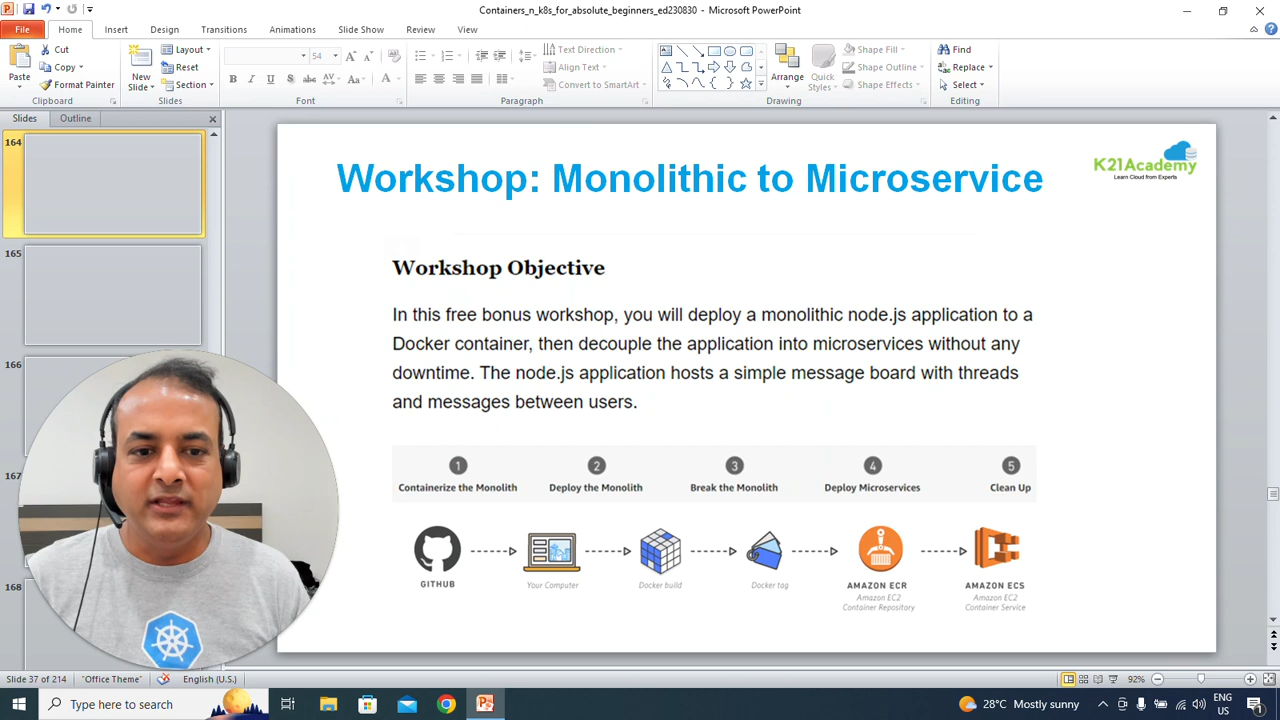 Containers_n_k8s_for_absolute_beginners_ed230830 - Microsoft PowerPoint
File Home Insert Design Transitions Animations Slide Show Review View
Paste
Cut
Copy
Format Painter
Clipboard
New
Slide
Layout
Reset
Section
Slides
54
Font
Paragraph
Text Direction
Align Text
Convert to SmartArt
Arrange
Quick
Styles
Shape Fill
Shape Outline
Shape Effects
Drawing
Find
Replace
Select
Editing
Slides Outline
164
165
166
167
168
Workshop: Monolithic to Microservice
K21Academy
Learn Cloud from Experts
Workshop Objective
In this free bonus workshop, you will deploy a monolithic node.js application to a
Docker container, then decouple the application into microservices without any
downtime. The node.js application hosts a simple message board with threads
and messages between users.
1 2 3 4 5
Containerize the Monolith Deploy the Monolith Break the Monolith Deploy Microservices Clean Up
GITHUB
Your Computer
Docker build
Docker tag
AMAZON ECR
Amazon EC2
Container Repository
AMAZON ECS
Amazon EC2
Container Service
Slide 37 of 214 "Office Theme" English (U.S.) 92%
Type here to search
28°C Mostly sunny
ENG
US
1